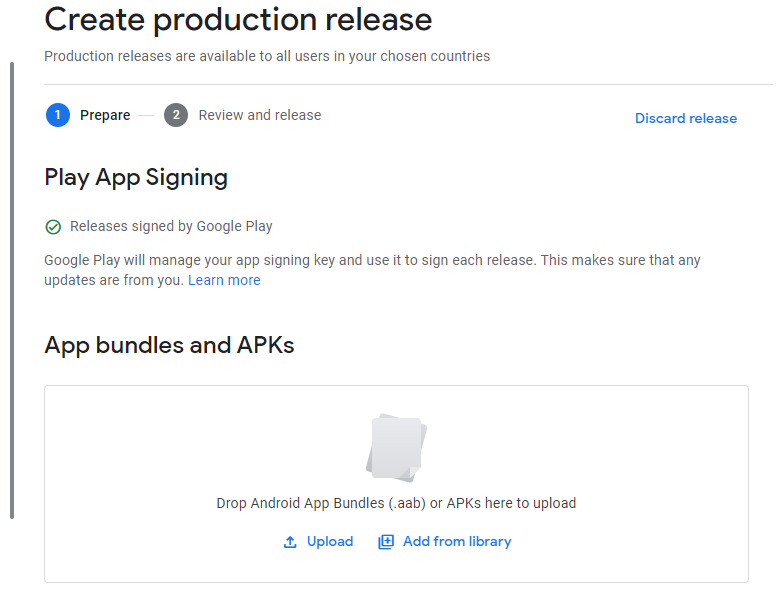 Create production release
Production releases are available to all users in your chosen countries
1 Prepare 2 Review and release
Discard release
Play App Signing
Releases signed by Google Play
Google Play will manage your app signing key and use it to sign each release. This makes sure that any
updates are from you. Learn more
App bundles and APKs
Drop Android App Bundles (.aab) or APKs here to upload
Upload Add from library